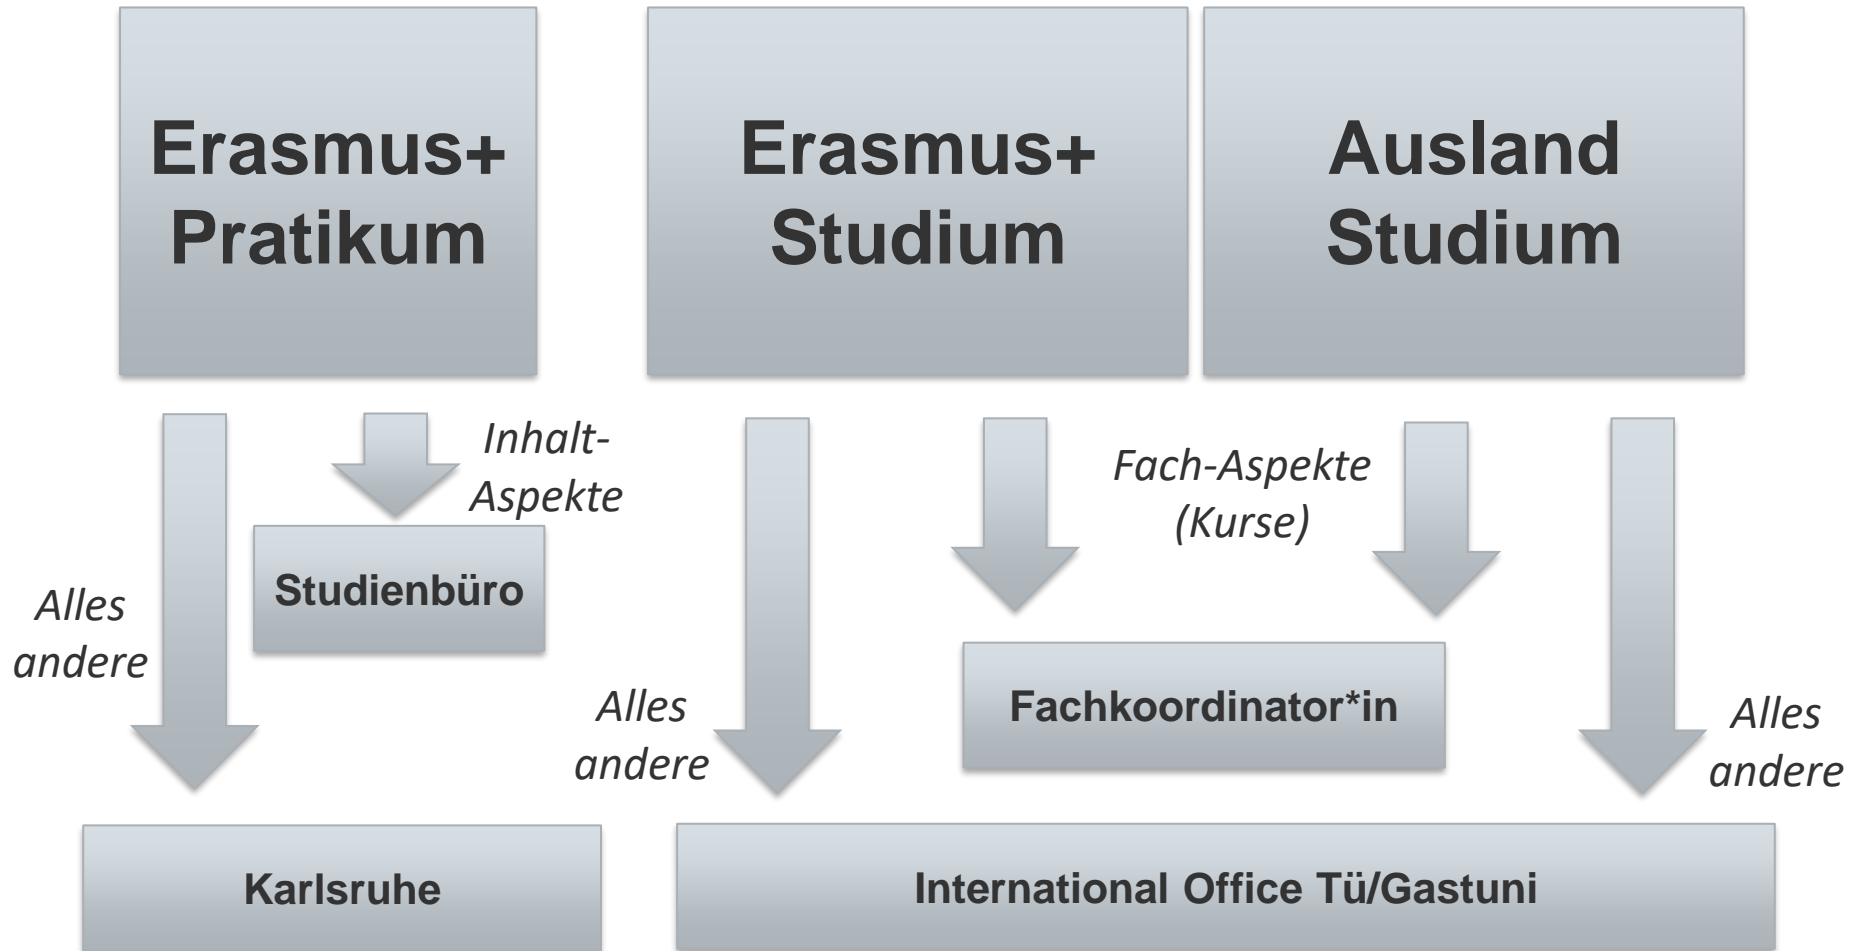 Erasmus+
Pratikum
Erasmus+
Studium
Ausland
Studium
Inhalt-
Aspekte
Fach-Aspekte
(Kurse)
Studienbüro
Alles
andere
Fachkoordinator*in
Alles
andere
Alles
andere
Karlsruhe
International Office Tü/Gastuni